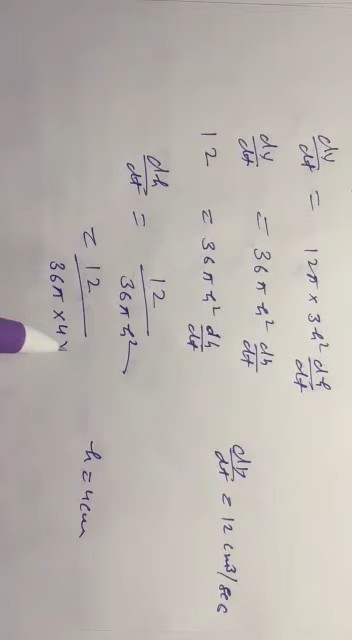 dv/dt = 12π × 3h² dh/dt
dv/dt = 36πh² dh/dt
dv/dt = 12 cm³/sec
12 = 36πh² dh/dt
dh/dt = 12/36πh²
= 12/36π × 4×
h = 4cm